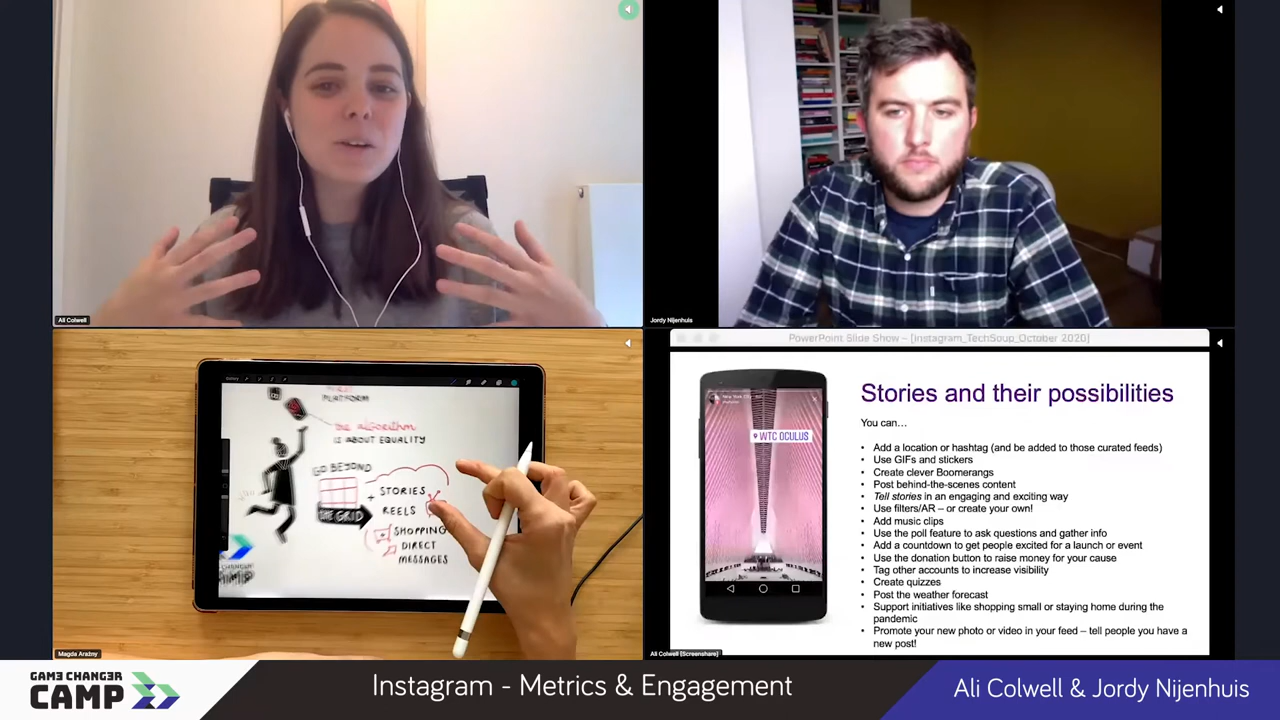 Ali Colwell
Jordy Nijenhuis
PLATFORM
the algorithm
IS ABOUT EQUALITY
GO BEYOND
THE GRID
+ STORIES
REELS
SHOPPING
DIRECT
MESSAGES
Magda Arażny
PowerPoint Slide Show – [Instagram_TechSoup_October 2020]
WTC OCULUS
Stories and their possibilities
You can…
• Add a location or hashtag (and be added to those curated feeds)
• Use GIFs and stickers
• Create clever Boomerangs
• Post behind-the-scenes content
• Tell stories in an engaging and exciting way
• Use filters/AR – or create your own!
• Add music clips
• Use the poll feature to ask questions and gather info
• Add a countdown to get people excited for a launch or event
• Use the donation button to raise money for your cause
• Tag other accounts to increase visibility
• Create quizzes
• Post the weather forecast
• Support initiatives like shopping small or staying home during the
pandemic
• Promote your new photo or video in your feed – tell people you have a
new post!
Ali Colwell [Screenshare]
GAME CHANGER
CAMP
Instagram - Metrics & Engagement
Ali Colwell & Jordy Nijenhuis